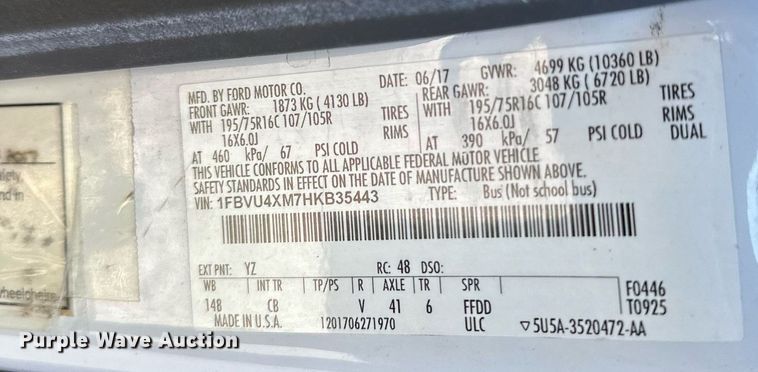 MFD. BY FORD MOTOR CO.
DATE: 06/17 GVWR: 4699 KG (10360 LB)
FRONT GAWR: 1873 KG ( 4130 LB) REAR GAWR: 3048 KG ( 6720 LB)
WITH 195/75R16C 107/105R TIRES WITH 195/75R16C 107/105R TIRES
16X6.0J RIMS 16X6.0J RIMS
AT 460 kPa/ 67 PSI COLD AT 390 kPa/ 57 PSI COLD DUAL
THIS VEHICLE CONFORMS TO ALL APPLICABLE FEDERAL MOTOR VEHICLE
SAFETY STANDARDS IN EFFECT ON THE DATE OF MANUFACTURE SHOWN ABOVE.
VIN: 1FBVU4XM7HKB35443 TYPE: Bus (Not school bus)
EXT PNT: YZ RC: 48 DSO:
WB INT TR TP/PS R AXLE TR SPR F0446
148 CB V 41 6 FFDD T0925
MADE IN U.S.A. 1201706271970 ULC ▽5U5A-3520472-AA
Purple Wave Auction